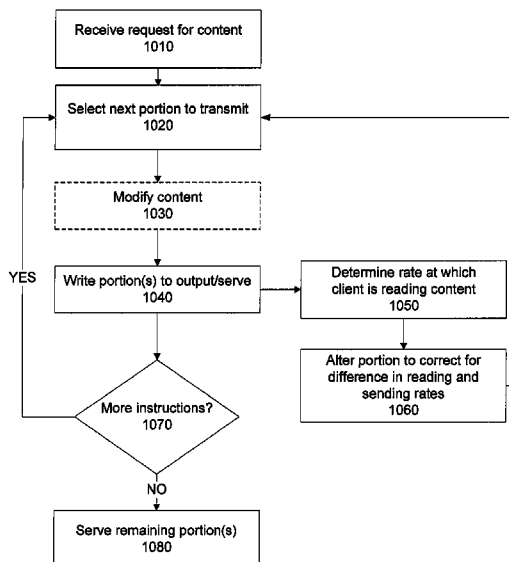 Receive request for content
1010
Select next portion to transmit
1020
Modify content
1030
YES
Write portion(s) to output/serve
1040
Determine rate at which
client is reading content
1050
Alter portion to correct for
difference in reading and
sending rates
1060
More instructions?
1070
NO
Serve remaining portion(s)
1080